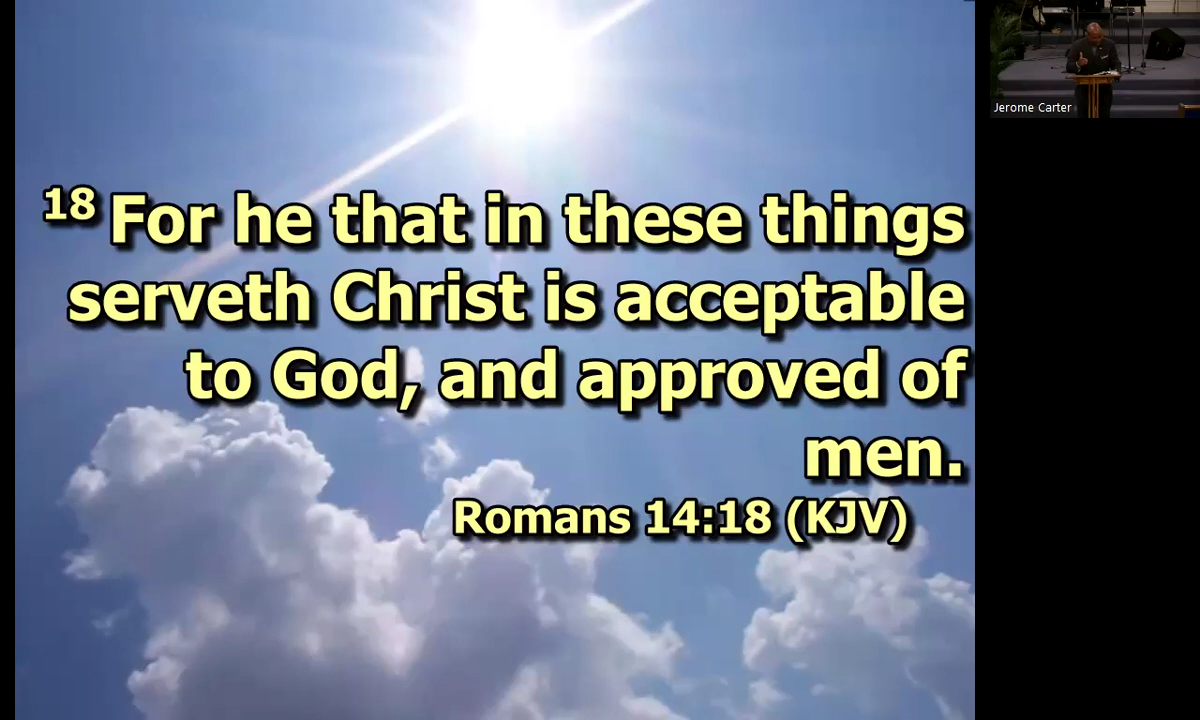 18 For he that in these things
serveth Christ is acceptable
to God, and approved of
men.
Romans 14:18 (KJV)
Jerome Carter